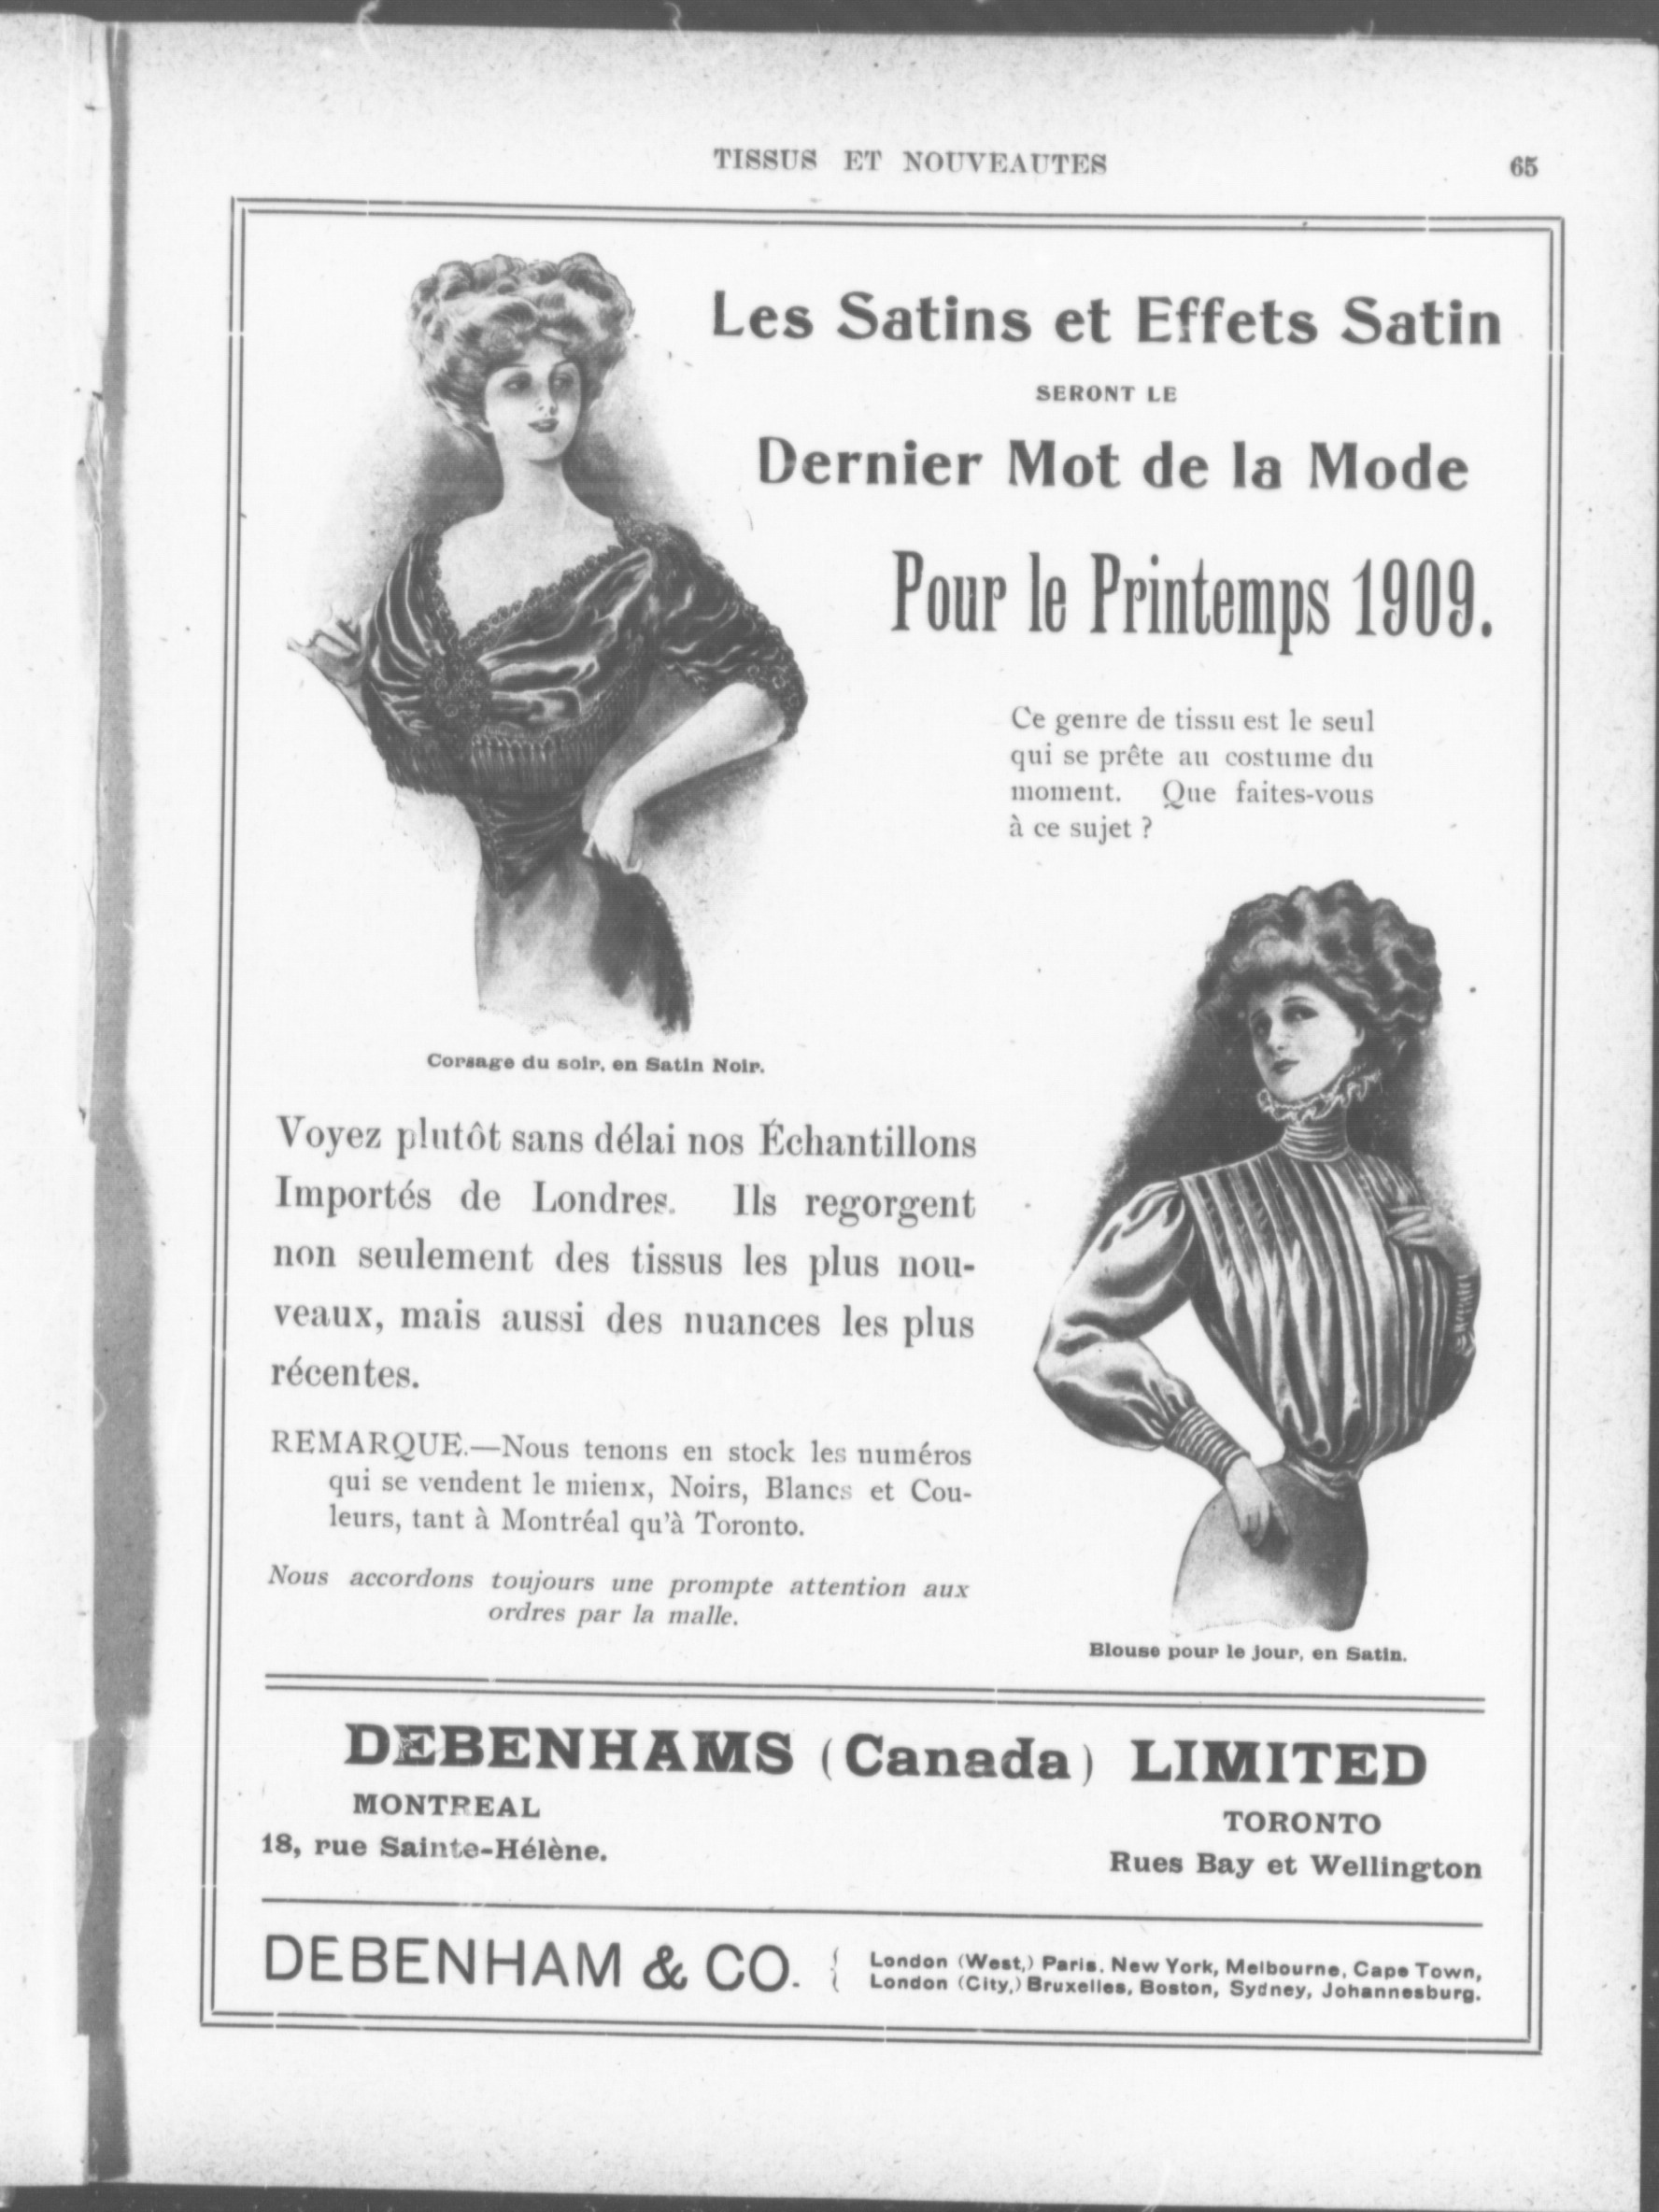 TISSUS ET NOUVEAUTES 65
Les Satins et Effets Satin
SERONT LE
Dernier Mot de la Mode
Pour le Printemps 1909.
Ce genre de tissu est le seul
qui se prête au costume du
moment. Que faites-vous
à ce sujet ?
Corsage du soir, en Satin Noir.
Voyez plutôt sans délai nos Échantillons
Importés de Londres. Ils regorgent
non seulement des tissus les plus nou-
veaux, mais aussi des nuances les plus
récentes.
REMARQUE.—Nous tenons en stock les numéros
qui se vendent le mieux, Noirs, Blancs et Cou-
leurs, tant à Montréal qu'à Toronto.
Nous accordons toujours une prompte attention aux
ordres par la malle.
Blouse pour le jour, en Satin.
DEBENHAMS (Canada) LIMITED
MONTREAL
18, rue Sainte-Hélène.
TORONTO
Rues Bay et Wellington
DEBENHAM & CO.
London (West,) Paris, New York, Melbourne, Cape Town,
London (City,) Bruxelles, Boston, Sydney, Johannesburg.